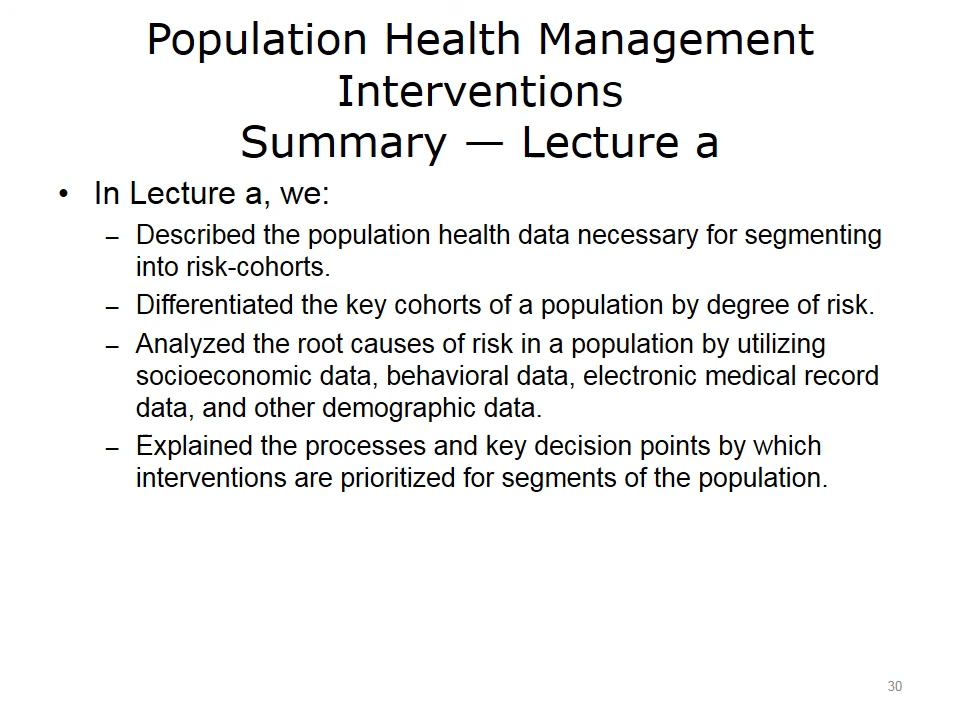 Population Health Management
Interventions
Summary — Lecture a
• In Lecture a, we:
– Described the population health data necessary for segmenting
into risk-cohorts.
– Differentiated the key cohorts of a population by degree of risk.
– Analyzed the root causes of risk in a population by utilizing
socioeconomic data, behavioral data, electronic medical record
data, and other demographic data.
– Explained the processes and key decision points by which
interventions are prioritized for segments of the population.
30